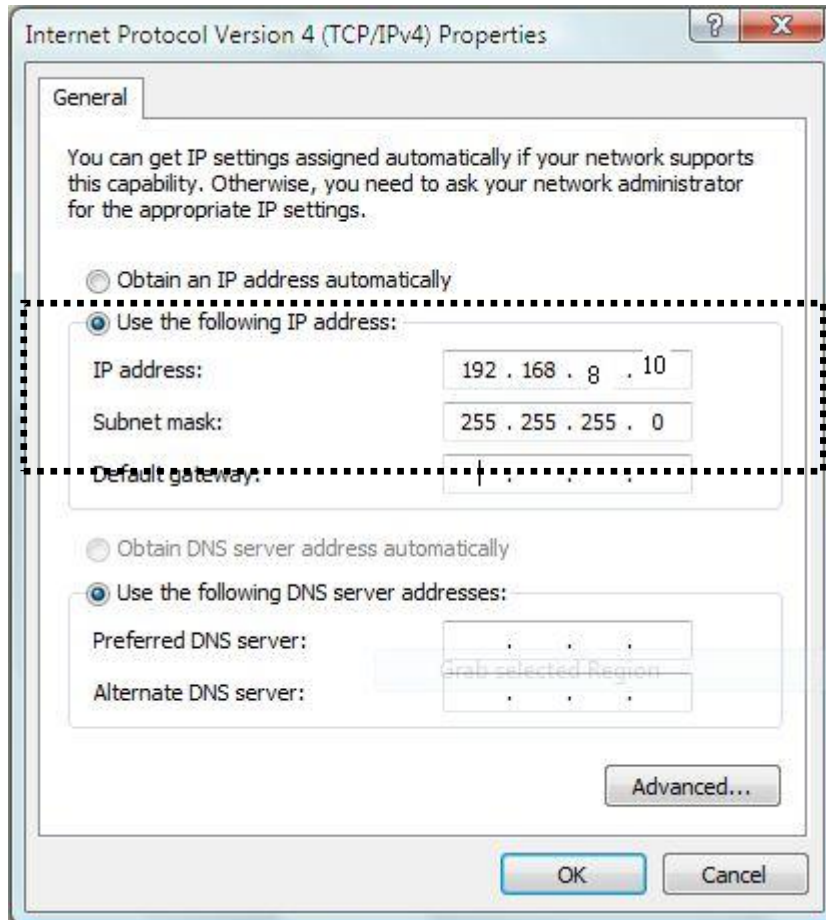 Internet Protocol Version 4 (TCP/IPv4) Properties
General
You can get IP settings assigned automatically if your network supports
this capability. Otherwise, you need to ask your network administrator
for the appropriate IP settings.
Obtain an IP address automatically
Use the following IP address:
IP address: 192 . 168 . 8 . 10
Subnet mask: 255 . 255 . 255 . 0
Default gateway: . . .
Obtain DNS server address automatically
Use the following DNS server addresses:
Preferred DNS server: . . .
Grab selected Region
Alternate DNS server: . . .
Advanced...
OK Cancel